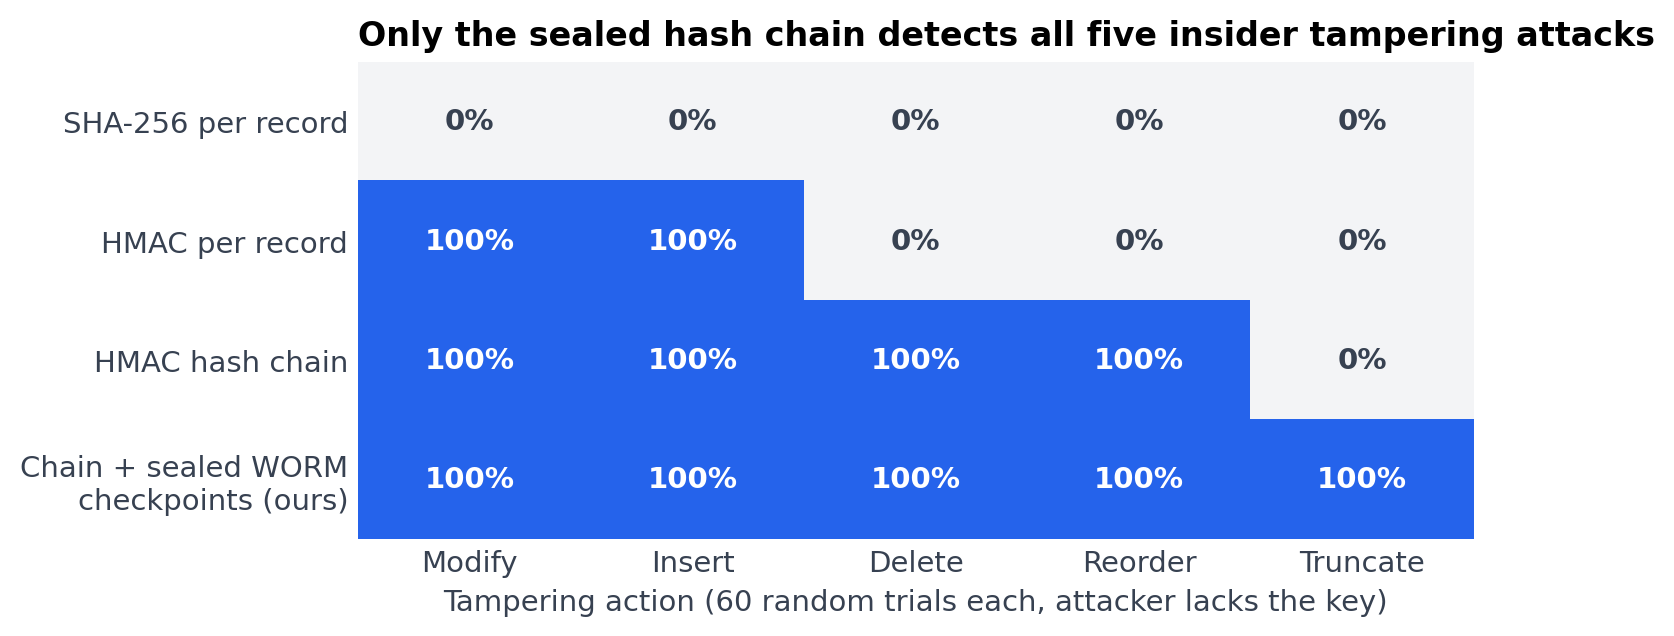 Only the sealed hash chain detects all five insider tampering attacks
SHA-256 per record 0% 0% 0% 0% 0%
HMAC per record 100% 100% 0% 0% 0%
HMAC hash chain 100% 100% 100% 100% 0%
Chain + sealed WORM
checkpoints (ours) 100% 100% 100% 100% 100%
Modify Insert Delete Reorder Truncate
Tampering action (60 random trials each, attacker lacks the key)